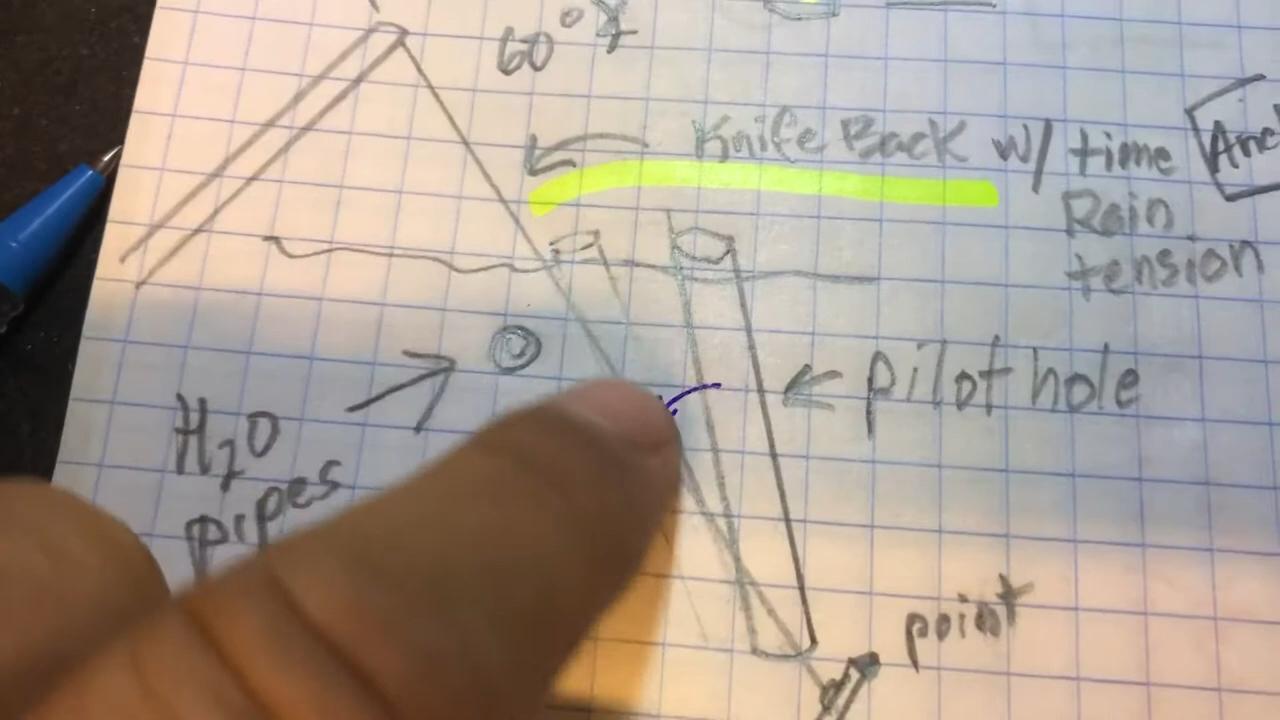 60°
Knife Back w/ time
Rain
tension
pilot hole
H2O
pipes
point